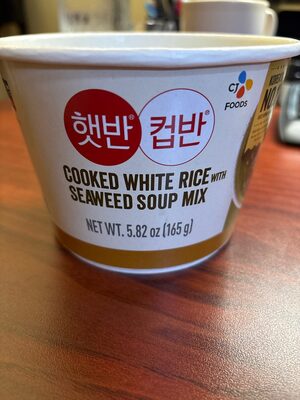 햇반® 컵반®
CJ
FOODS
COOKED WHITE RICE WITH
SEAWEED SOUP MIX
NET WT. 5.82 oz (165 g)